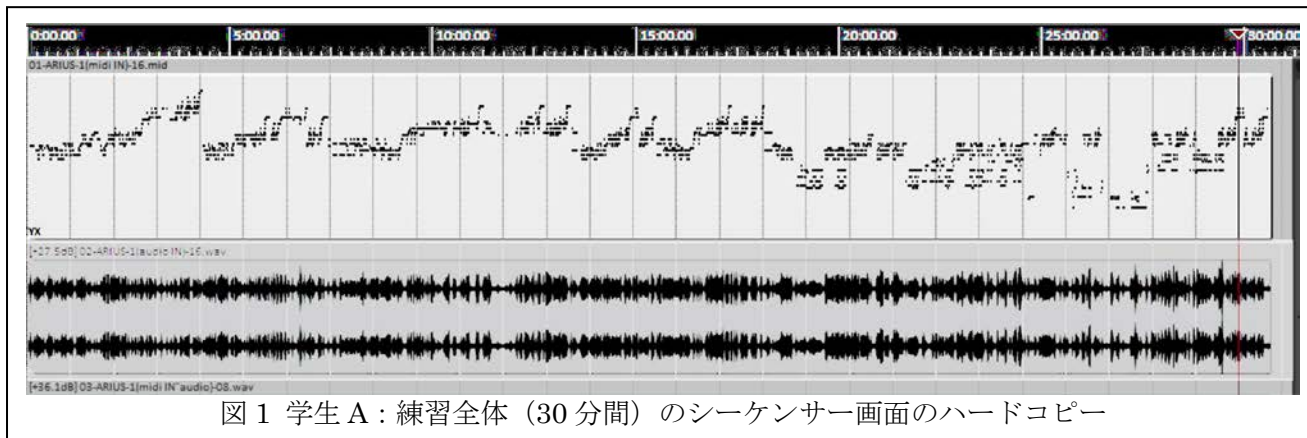 0:00.00 5:00.00 10:00.00 15:00.00 20:00.00 25:00.00 30:00.00
01-ARIUS-1(midi IN)-16.mid
YX
[+27.5dB] 02-ARIUS-1(audio IN)-16.wav
[+36.1dB] 03-ARIUS-1(midi IN~audio)-08.wav
図 1 学生 A：練習全体（30 分間）のシーケンサー画面のハードコピー